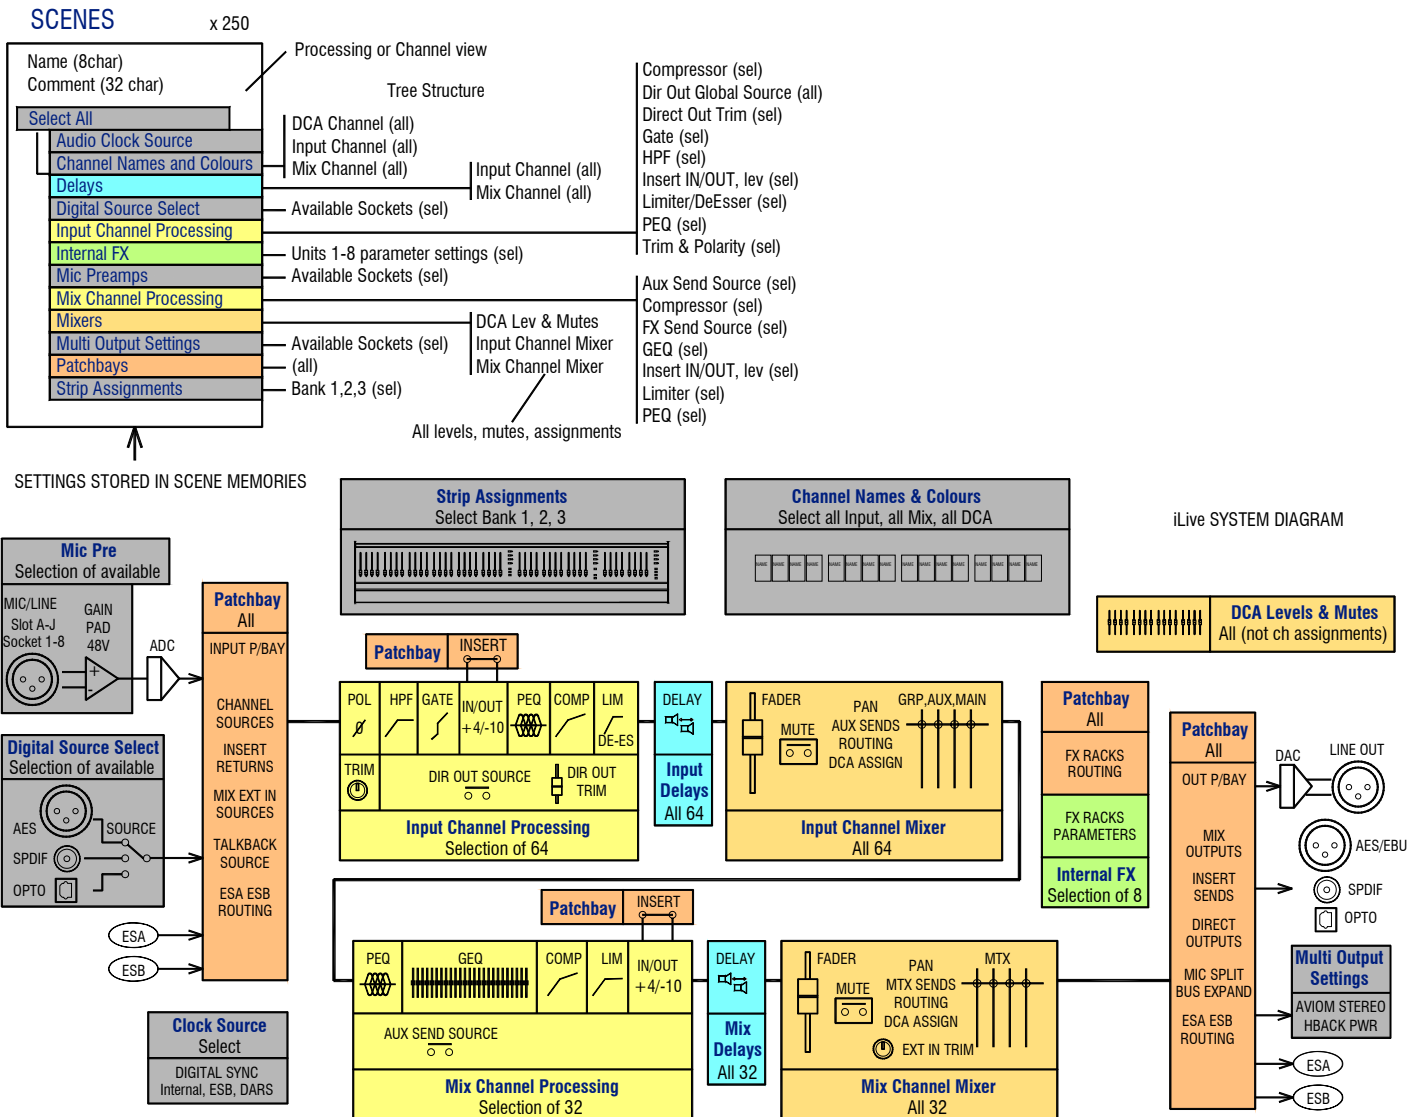 SCENES
x 250
Name (8char)
Comment (32 char)
Processing or Channel view
Tree Structure
Select All
Audio Clock Source
Channel Names and Colours
Delays
Digital Source Select
Input Channel Processing
Internal FX
Mic Preamps
Mix Channel Processing
Mixers
Multi Output Settings
Patchbays
Strip Assignments
DCA Channel (all)
Input Channel (all)
Mix Channel (all)
Input Channel (all)
Mix Channel (all)
Available Sockets (sel)
Units 1-8 parameter settings (sel)
Available Sockets (sel)
DCA Lev & Mutes
Input Channel Mixer
Mix Channel Mixer
Available Sockets (sel)
(all)
Bank 1,2,3 (sel)
All levels, mutes, assignments
Compressor (sel)
Dir Out Global Source (all)
Direct Out Trim (sel)
Gate (sel)
HPF (sel)
Insert IN/OUT, lev (sel)
Limiter/DeEsser (sel)
PEQ (sel)
Trim & Polarity (sel)
Aux Send Source (sel)
Compressor (sel)
FX Send Source (sel)
GEQ (sel)
Insert IN/OUT, lev (sel)
Limiter (sel)
PEQ (sel)
SETTINGS STORED IN SCENE MEMORIES
Strip Assignments
Select Bank 1, 2, 3
Channel Names & Colours
Select all Input, all Mix, all DCA
NAME NAME NAME NAME NAME NAME NAME NAME NAME NAME NAME NAME NAME NAME NAME NAME
iLive SYSTEM DIAGRAM
DCA Levels & Mutes
All (not ch assignments)
Mic Pre
Selection of available
MIC/LINE
Slot A-J
Socket 1-8
GAIN
PAD
48V
+
-
ADC
Digital Source Select
Selection of available
AES
SPDIF
OPTO
SOURCE
ESA
ESB
Patchbay
All
INPUT P/BAY
CHANNEL
SOURCES
INSERT
RETURNS
MIX EXT IN
SOURCES
TALKBACK
SOURCE
ESA ESB
ROUTING
Clock Source
Select
DIGITAL SYNC
Internal, ESB, DARS
Patchbay
INSERT
POL
HPF
GATE
IN/OUT
+4/-10
PEQ
COMP
LIM
DE-ES
TRIM
DIR OUT SOURCE
DIR OUT
TRIM
Input Channel Processing
Selection of 64
DELAY
Input
Delays
All 64
FADER
MUTE
PAN
AUX SENDS
ROUTING
DCA ASSIGN
GRP,AUX,MAIN
Input Channel Mixer
All 64
Patchbay
All
FX RACKS
ROUTING
FX RACKS
PARAMETERS
Internal FX
Selection of 8
Patchbay
INSERT
PEQ
GEQ
COMP
LIM
IN/OUT
+4/-10
AUX SEND SOURCE
Mix Channel Processing
Selection of 32
DELAY
Mix
Delays
All 32
FADER
MUTE
PAN
MTX SENDS
ROUTING
DCA ASSIGN
MTX
EXT IN TRIM
Mix Channel Mixer
All 32
Patchbay
All
OUT P/BAY
MIX
OUTPUTS
INSERT
SENDS
DIRECT
OUTPUTS
MIC SPLIT
BUS EXPAND
ESA ESB
ROUTING
DAC
LINE OUT
AES/EBU
SPDIF
OPTO
Multi Output
Settings
AVIOM STEREO
HBACK PWR
ESA
ESB